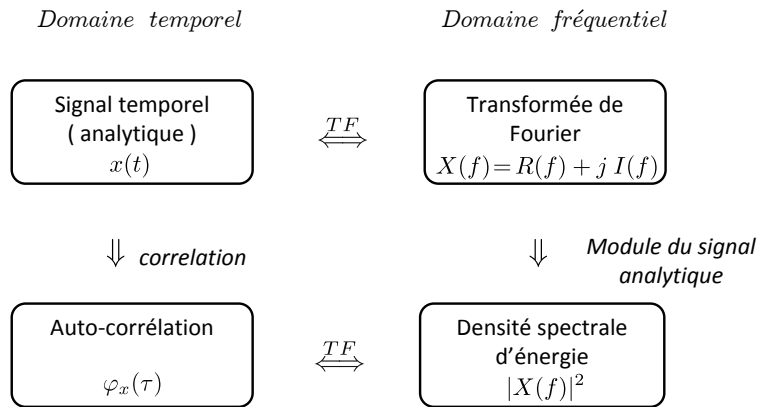 Domaine temporel
Domaine fréquentiel
Signal temporel
( analytique )
x(t)
TF
⇐⇒
Transformée de
Fourier
X(f)=R(f) + j I(f)
⇓ correlation
⇓
Module du signal
analytique
Auto-corrélation
φx(τ)
TF
⇐⇒
Densité spectrale
d'énergie
|X(f)|²